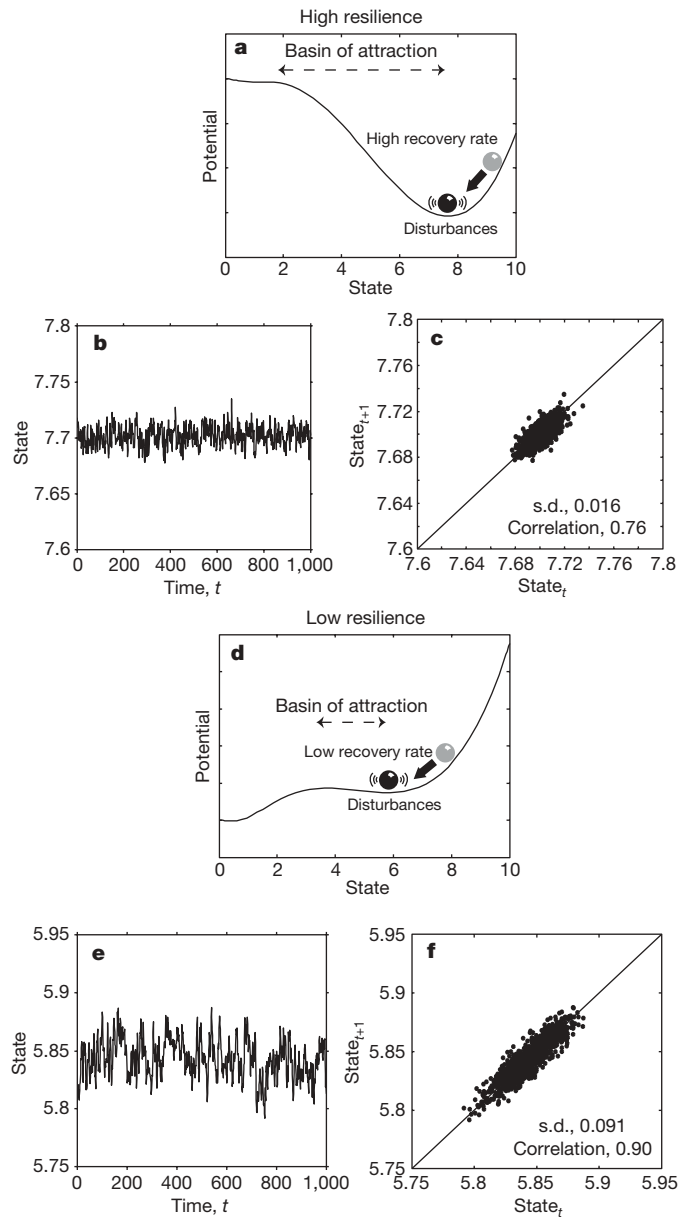 High resilience
a
Basin of attraction
High recovery rate
Disturbances
Potential
0 2 4 6 8 10
State
b
7.8
7.75
7.7
7.65
7.6
State
0 200 400 600 800 1,000
Time, t
c
7.8
7.76
7.72
7.68
7.64
7.6
State t+1
s.d., 0.016
Correlation, 0.76
7.6 7.64 7.68 7.72 7.76 7.8
State t
Low resilience
d
Basin of attraction
Low recovery rate
Disturbances
Potential
0 2 4 6 8 10
State
e
5.95
5.9
5.85
5.8
5.75
State
0 200 400 600 800 1,000
Time, t
f
5.95
5.9
5.85
5.8
5.75
State t+1
s.d., 0.091
Correlation, 0.90
5.75 5.8 5.85 5.9 5.95
State t